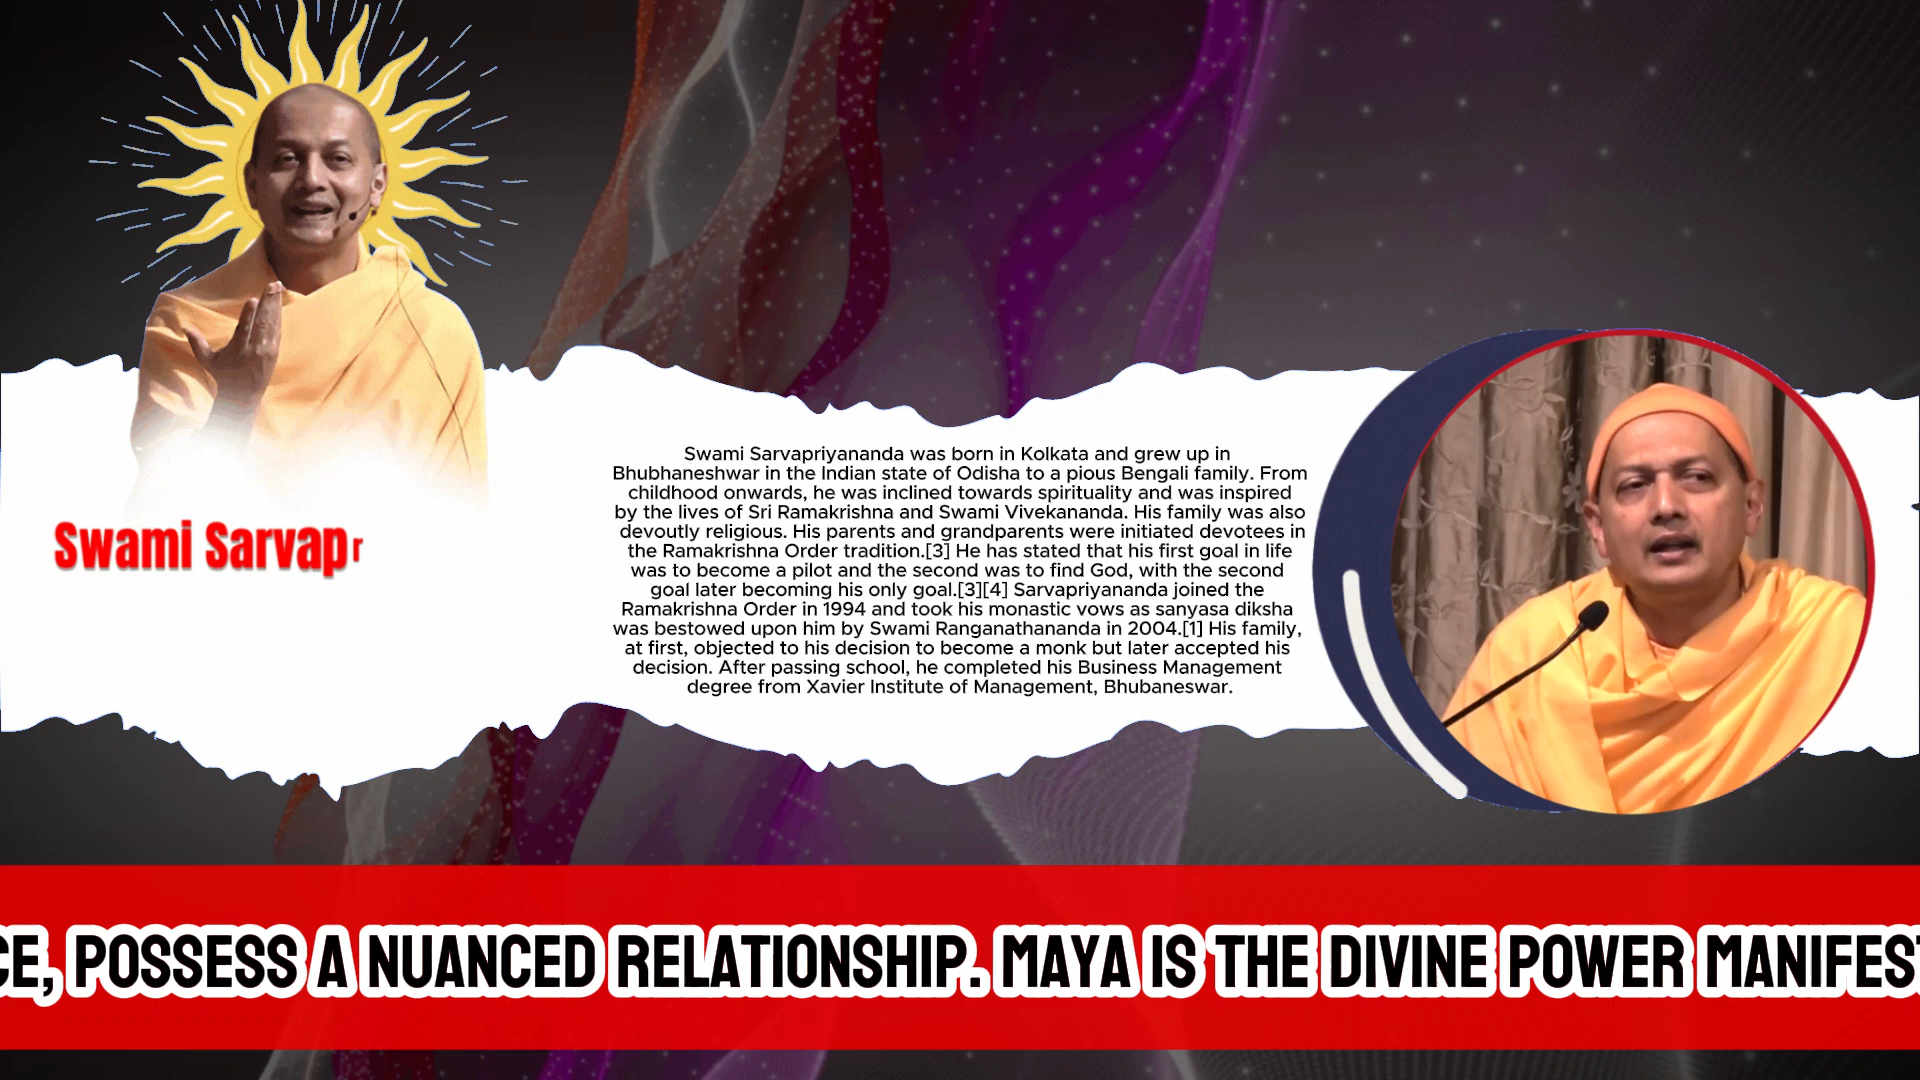 Swami Sarvapr
Swami Sarvapriyananda was born in Kolkata and grew up in
Bhubhaneshwar in the Indian state of Odisha to a pious Bengali family. From
childhood onwards, he was inclined towards spirituality and was inspired
by the lives of Sri Ramakrishna and Swami Vivekananda. His family was also
devoutly religious. His parents and grandparents were initiated devotees in
the Ramakrishna Order tradition.[3] He has stated that his first goal in life
was to become a pilot and the second was to find God, with the second
goal later becoming his only goal.[3][4] Sarvapriyananda joined the
Ramakrishna Order in 1994 and took his monastic vows as sanyasa diksha
was bestowed upon him by Swami Ranganathananda in 2004.[1] His family,
at first, objected to his decision to become a monk but later accepted his
decision. After passing school, he completed his Business Management
degree from Xavier Institute of Management, Bhubaneswar.
CE, POSSESS A NUANCED RELATIONSHIP. MAYA IS THE DIVINE POWER MANIFEST